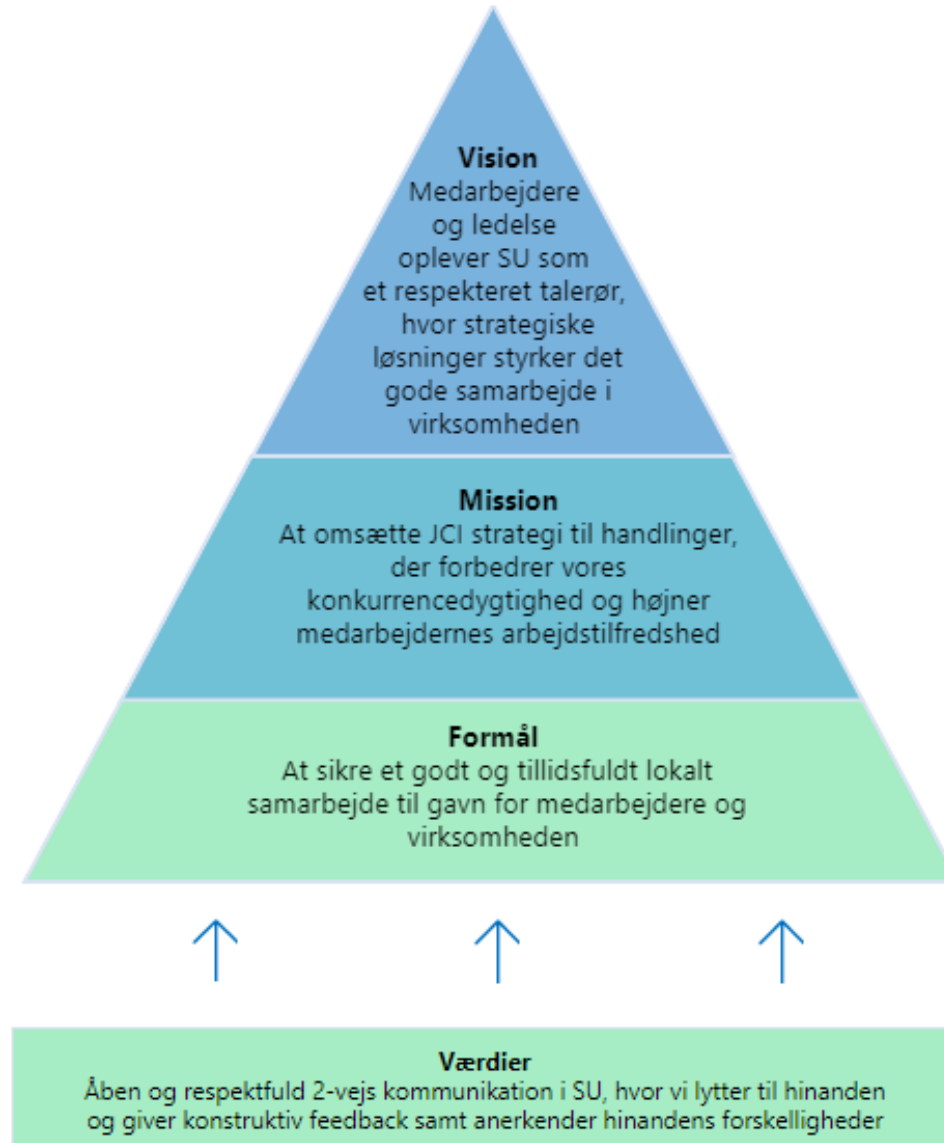 Vision
Medarbejdere
og ledelse
oplever SU som
et respekteret talerør,
hvor strategiske
løsninger styrker det
gode samarbejde i
virksomheden
Mission
At omsætte JCI strategi til handlinger,
der forbedrer vores
konkurrencedygtighed og højner
medarbejdernes arbejdstilfredshed
Formål
At sikre et godt og tillidsfuldt lokalt
samarbejde til gavn for medarbejdere og
virksomheden
Værdier
Åben og respektfuld 2-vejs kommunikation i SU, hvor vi lytter til hinanden
og giver konstruktiv feedback samt anerkender hinandens forskelligheder